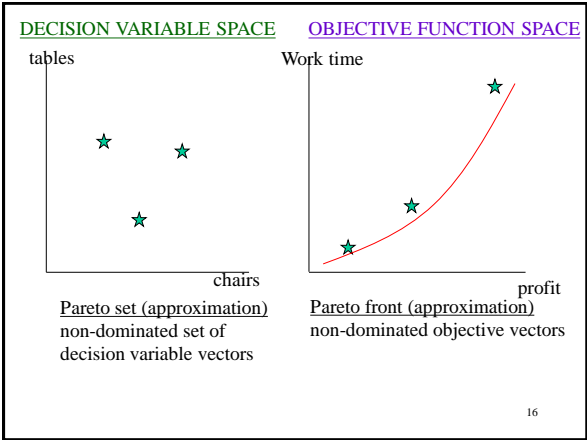 DECISION VARIABLE SPACE
tables
chairs
Pareto set (approximation)
non-dominated set of
decision variable vectors
OBJECTIVE FUNCTION SPACE
Work time
profit
Pareto front (approximation)
non-dominated objective vectors
16